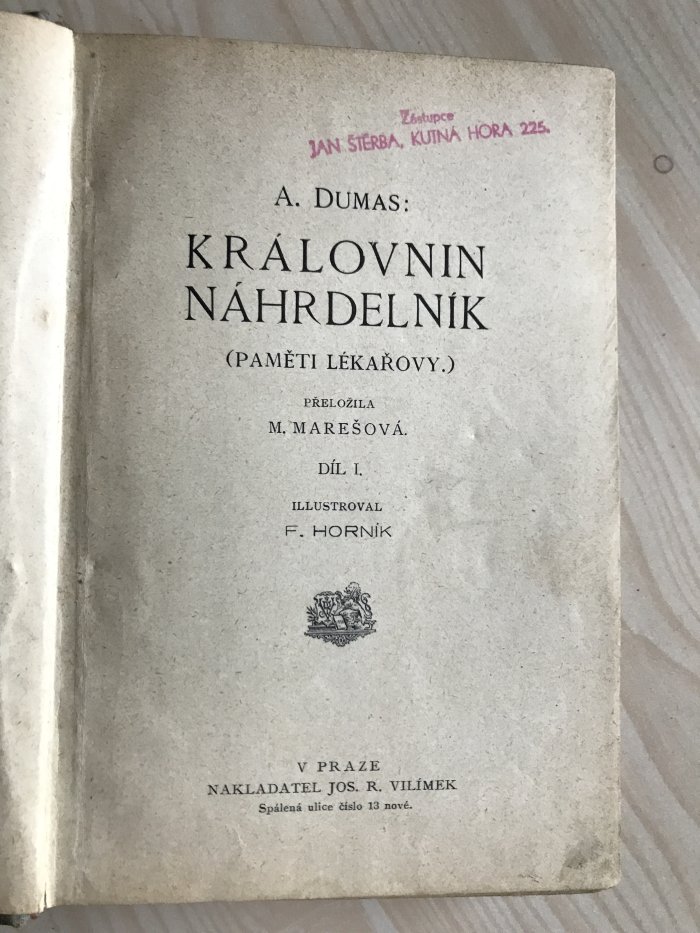 Zástupce
JAN ŠTĚRBA, KUTNÁ HORA 225.
A. DUMAS:
KRÁLOVNIN
NÁHRDELNÍK
(PAMĚTI LÉKAŘOVY.)
PŘELOŽILA
M. MAREŠOVÁ.
DÍL I.
ILLUSTROVAL
F. HORNÍK
V PRAZE
NAKLADATEL JOS. R. VILÍMEK
Spálená ulice číslo 13 nové.